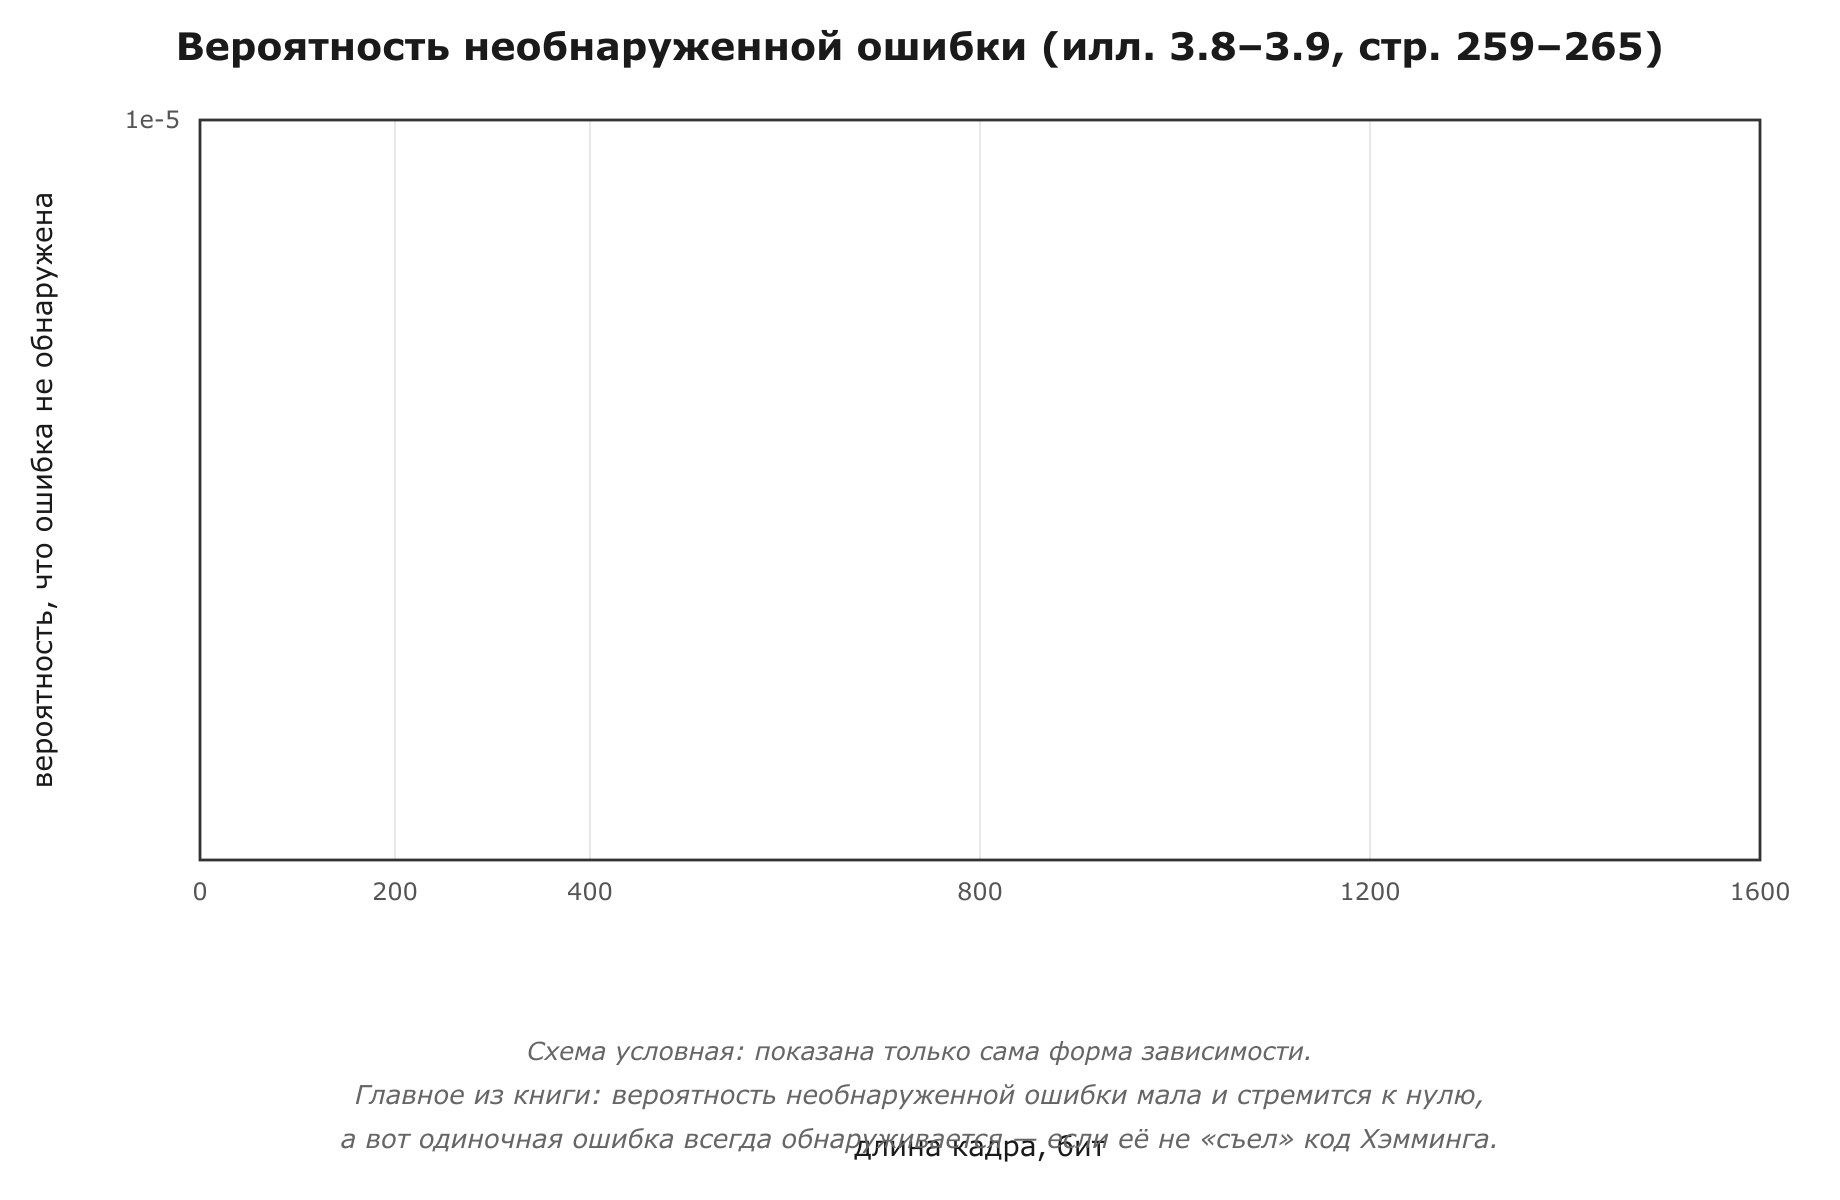 Вероятность необнаруженной ошибки (илл. 3.8–3.9, стр. 259–265)
1e-5
вероятность, что ошибка не обнаружена
0 200 400 800 1200 1600
Схема условная: показана только сама форма зависимости.
Главное из книги: вероятность необнаруженной ошибки мала и стремится к нулю,
а вот одиночная ошибка всегда обнаруживается — если её не «съел» код Хэмминга.
длина кадра, бит